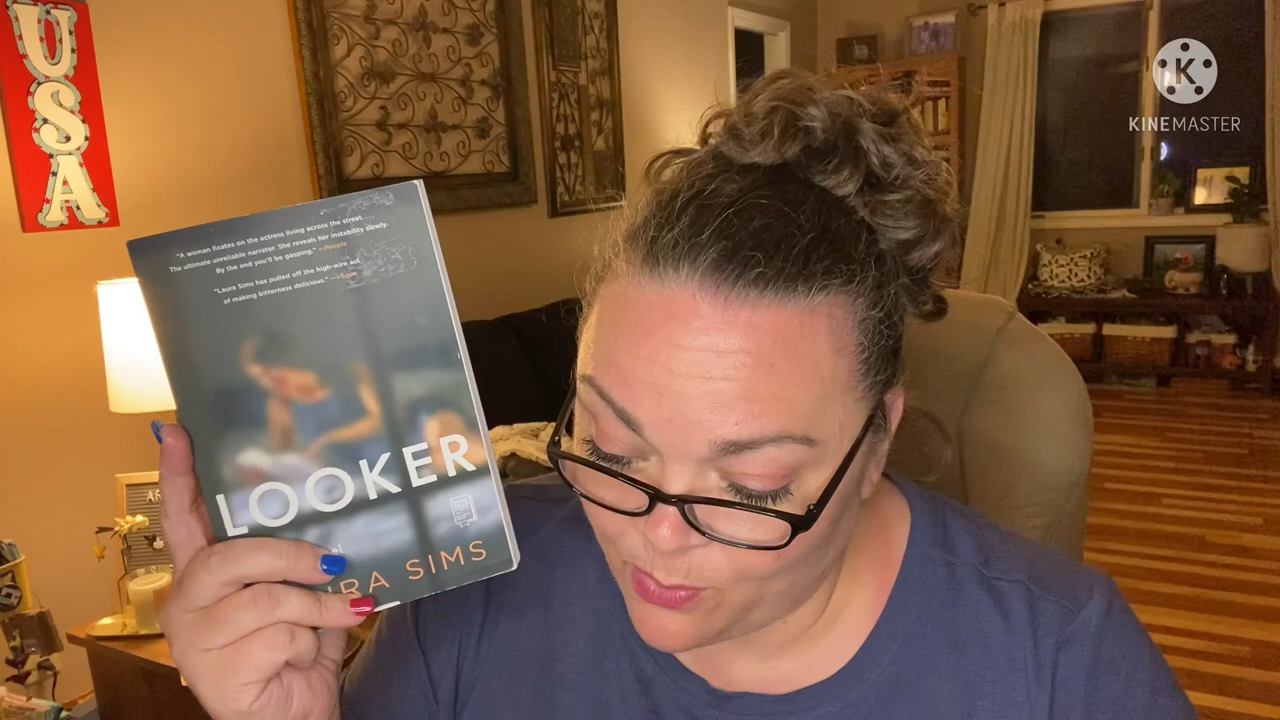 USA
"A woman fixates on the actress living across the street. . . .
The ultimate unreliable narrator. She reveals her instability slowly.
By the end you'll be gasping." —People
"Laura Sims has pulled off the high-wire act
of making bitterness delicious." —Vogue
LOOKER
RA SIMS
K
KINEMASTER
AR